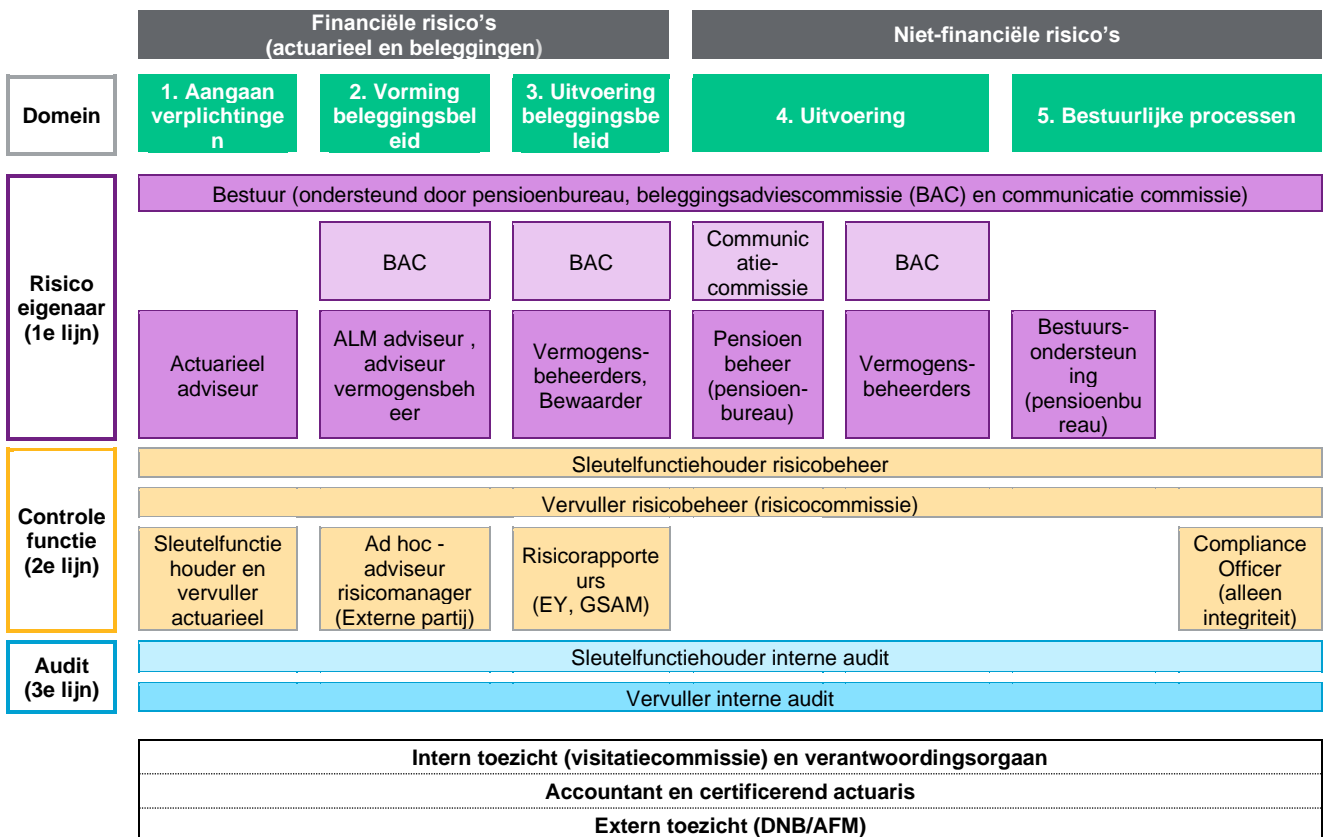 Financiële risico's
(actuarieel en beleggingen)
Niet-financiële risico's
Domein
1. Aangaan
verplichtinge
n
2. Vorming
beleggingsbel
eid
3. Uitvoering
beleggingsbe
leid
4. Uitvoering
5. Bestuurlijke processen
Risico
eigenaar
(1e lijn)
Bestuur (ondersteund door pensioenbureau, beleggingsadviescommissie (BAC) en communicatie commissie)
BAC
BAC
Communic
atie-
commissie
BAC
Actuarieel
adviseur
ALM adviseur ,
adviseur
vermogensbeh
eer
Vermogens-
beheerders,
Bewaarder
Pensioen
beheer
(pensioen-
bureau)
Vermogens-
beheerders
Bestuurs-
ondersteun
ing
(pensioenbu
reau)
Controle
functie
(2e lijn)
Sleutelfunctiehouder risicobeheer
Vervuller risicobeheer (risicocommissie)
Sleutelfunctie
houder en
vervuller
actuarieel
Ad hoc -
adviseur
risicomanager
(Externe partij)
Risicorapporte
urs
(EY, GSAM)
Compliance
Officer
(alleen
integriteit)
Audit
(3e lijn)
Sleutelfunctiehouder interne audit
Vervuller interne audit
Intern toezicht (visitatiecommissie) en verantwoordingsorgaan
Accountant en certificerend actuaris
Extern toezicht (DNB/AFM)